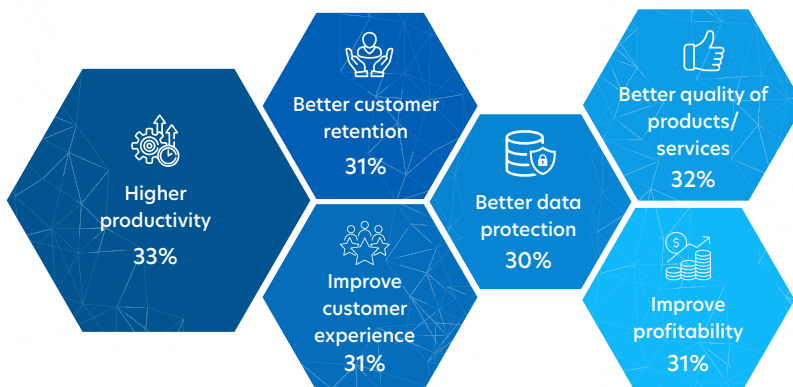 Higher
productivity
33%
Better customer
retention
31%
Improve
customer
experience
31%
Better data
protection
30%
Better quality of
products/
services
32%
$
Improve
profitability
31%